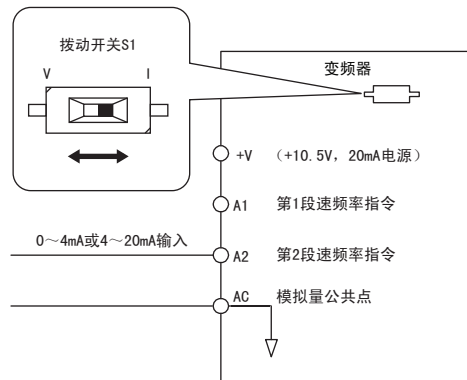 拨动开关S1
V I
变频器
+V （+10.5V，20mA电源）
A1 第1段速频率指令
0～4mA或4～20mA输入
A2 第2段速频率指令
AC 模拟量公共点